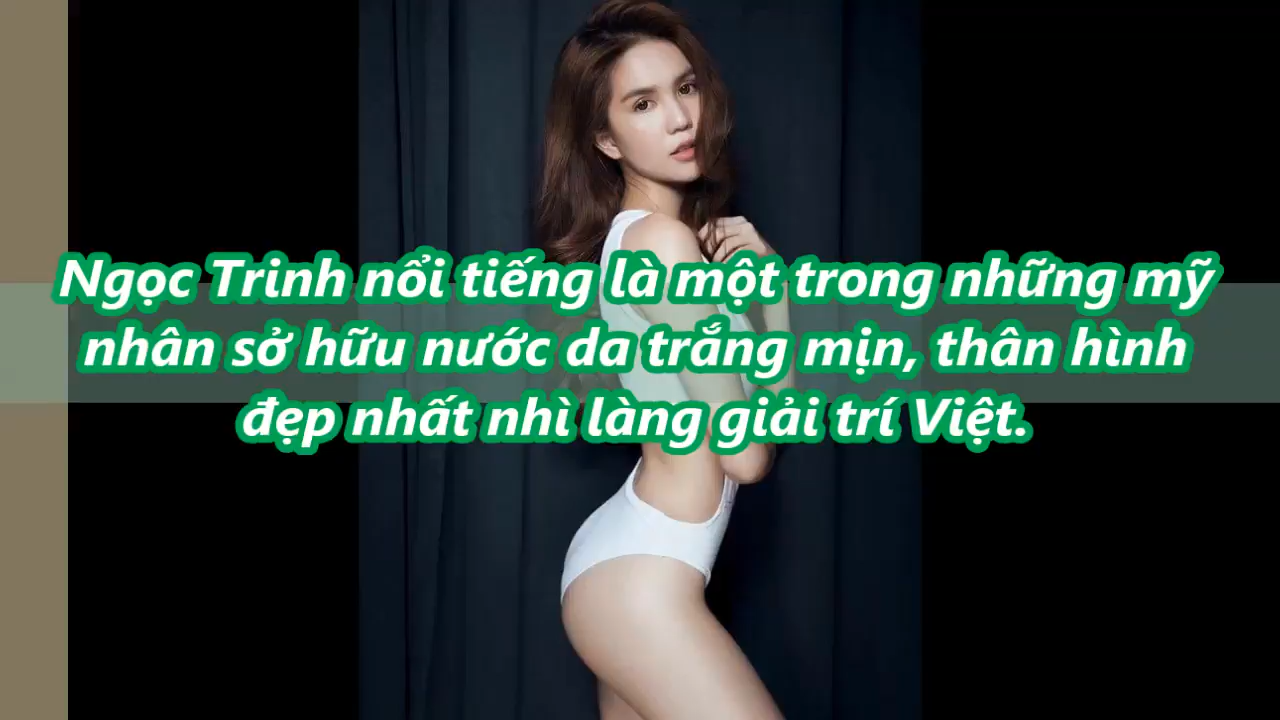 Ngọc Trinh nổi tiếng là một trong những mỹ
nhân sở hữu nước da trắng mịn, thân hình
đẹp nhất nhì làng giải trí Việt.